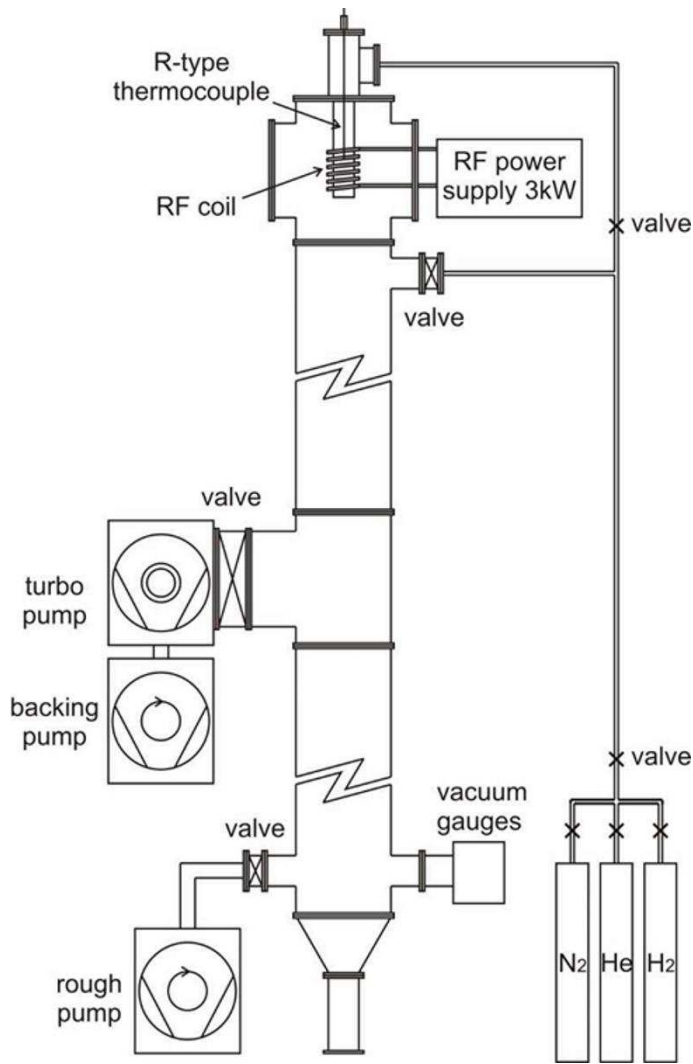 R-type
thermocouple
RF coil
RF power
supply 3kW
valve
valve
valve
turbo
pump
backing
pump
valve
valve
vacuum
gauges
rough
pump
N2
He
H2